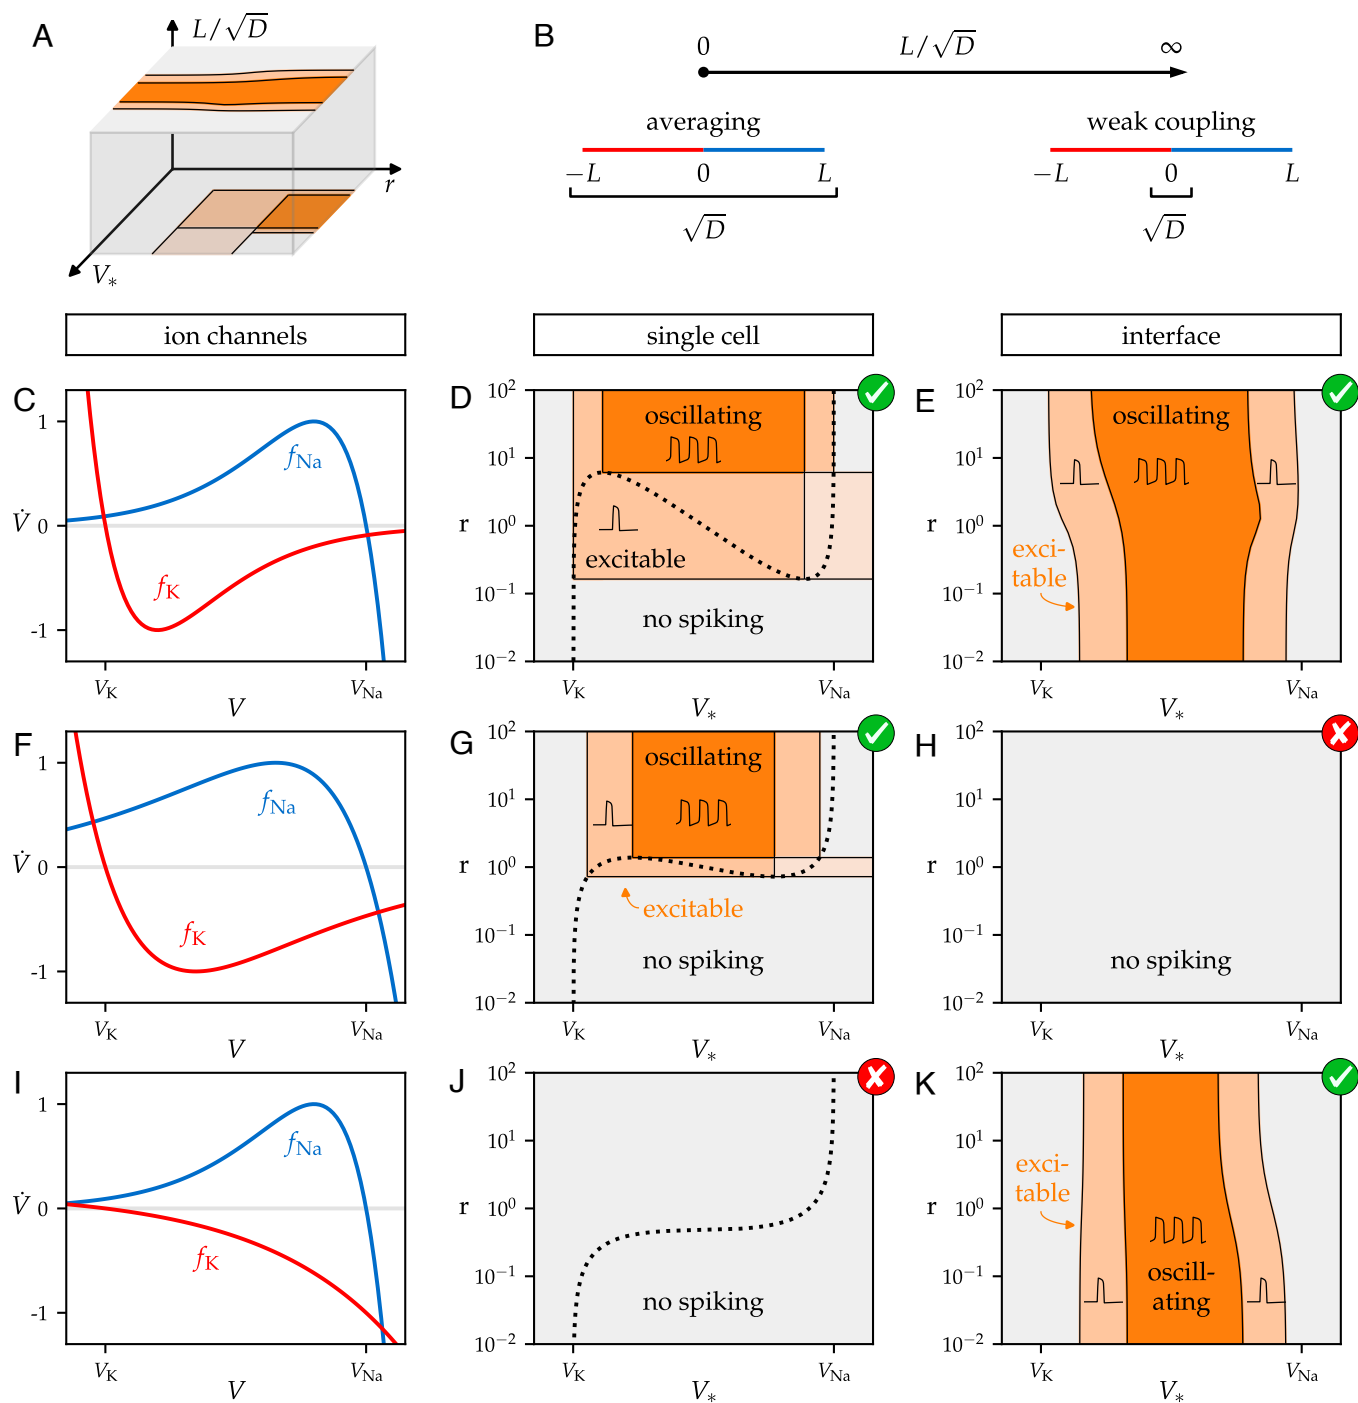 A
L/√D
r
V*
B
0
L/√D
∞
averaging
weak coupling
−L
0
L
−L
0
L
√D
√D
ion channels
single cell
interface
C
1
V̇ 0
-1
fNa
fK
VK
VNa
V
D
10²
10¹
r 10⁰
10⁻¹
10⁻²
oscillating
excitable
no spiking
VK
VNa
V*
E
10²
10¹
r 10⁰
10⁻¹
10⁻²
oscillating
exci-
table
VK
VNa
V*
F
1
V̇ 0
-1
fNa
fK
VK
VNa
V
G
10²
10¹
r 10⁰
10⁻¹
10⁻²
oscillating
excitable
no spiking
VK
VNa
V*
H
10²
10¹
r 10⁰
10⁻¹
10⁻²
no spiking
VK
VNa
V*
I
1
V̇ 0
-1
fNa
fK
VK
VNa
V
J
10²
10¹
r 10⁰
10⁻¹
10⁻²
no spiking
VK
VNa
V*
K
10²
10¹
r 10⁰
10⁻¹
10⁻²
exci-
table
oscill-
ating
VK
VNa
V*